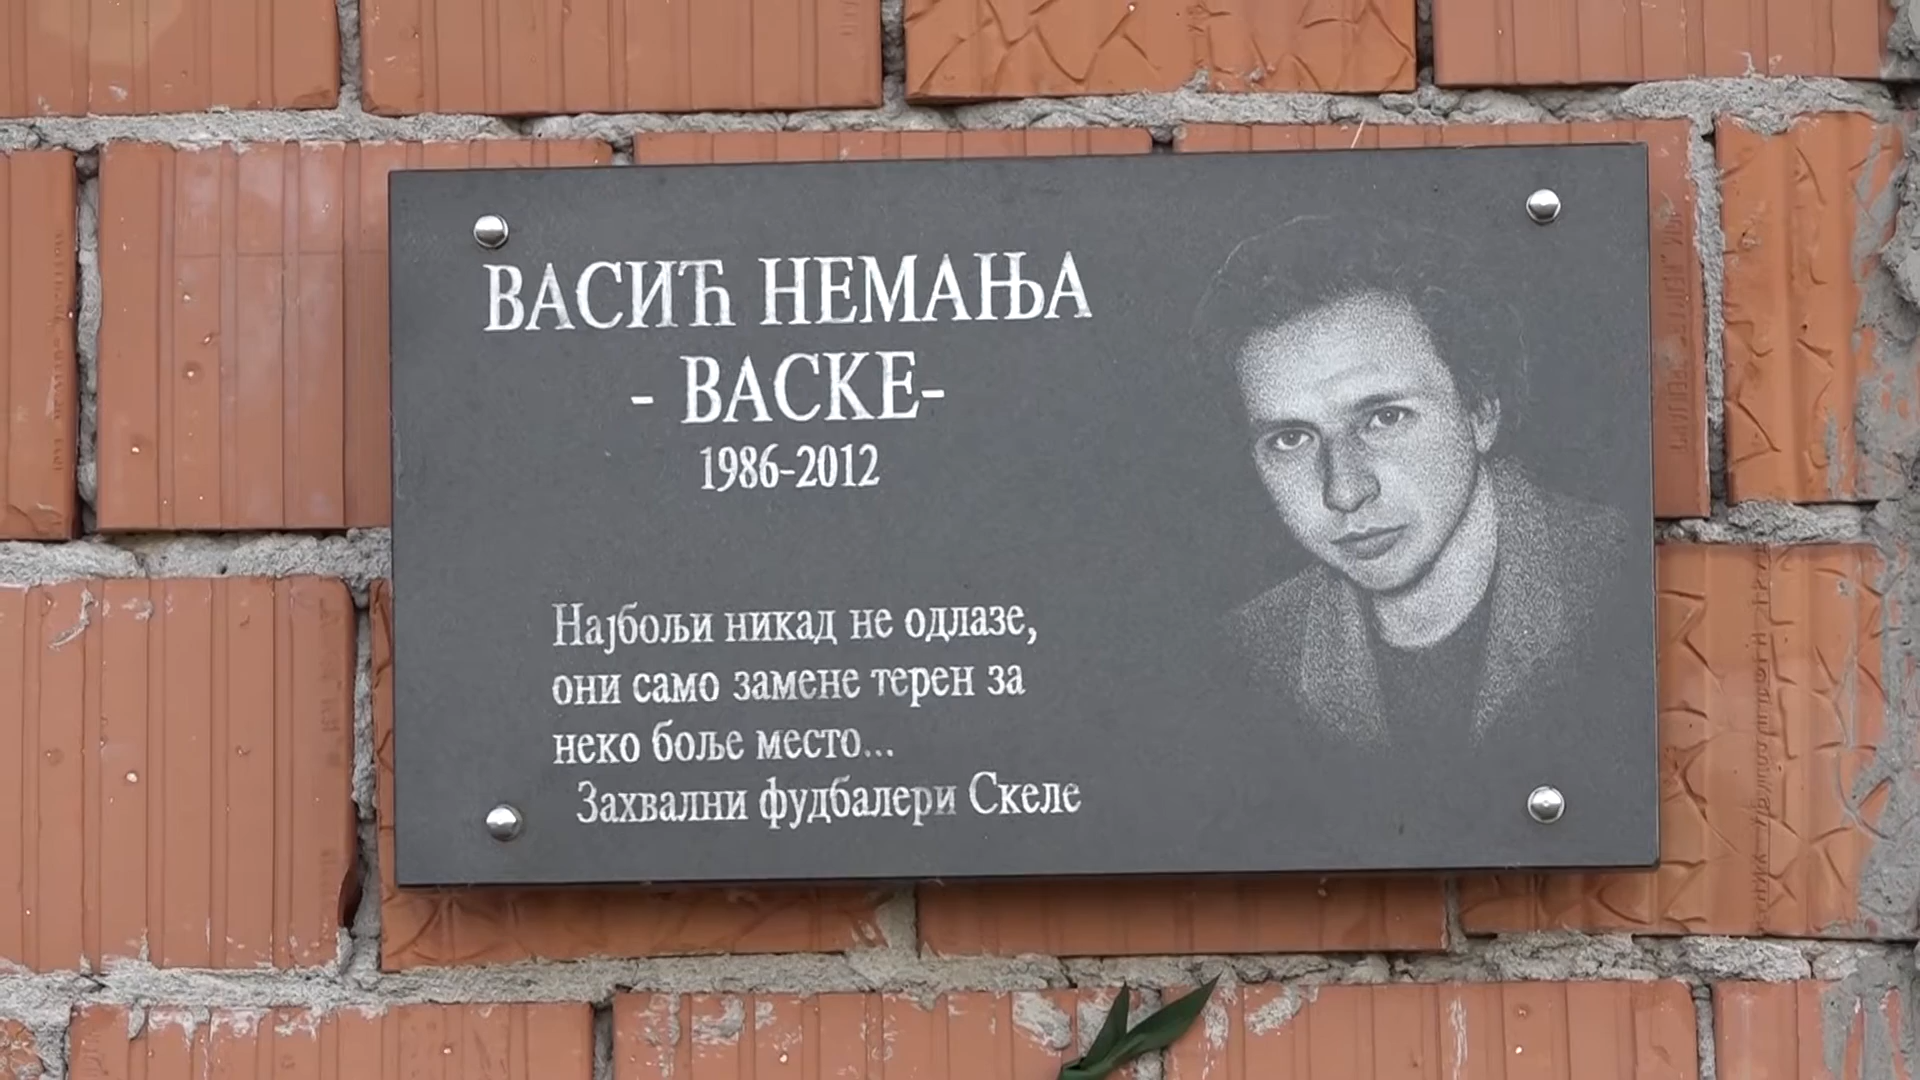 ВАСИЋ НЕМАЊА
- ВАСКЕ-
1986-2012
Најбољи никад не одлазе,
они само замене терен за
неко боље место...
Захвални фудбалери Скеле